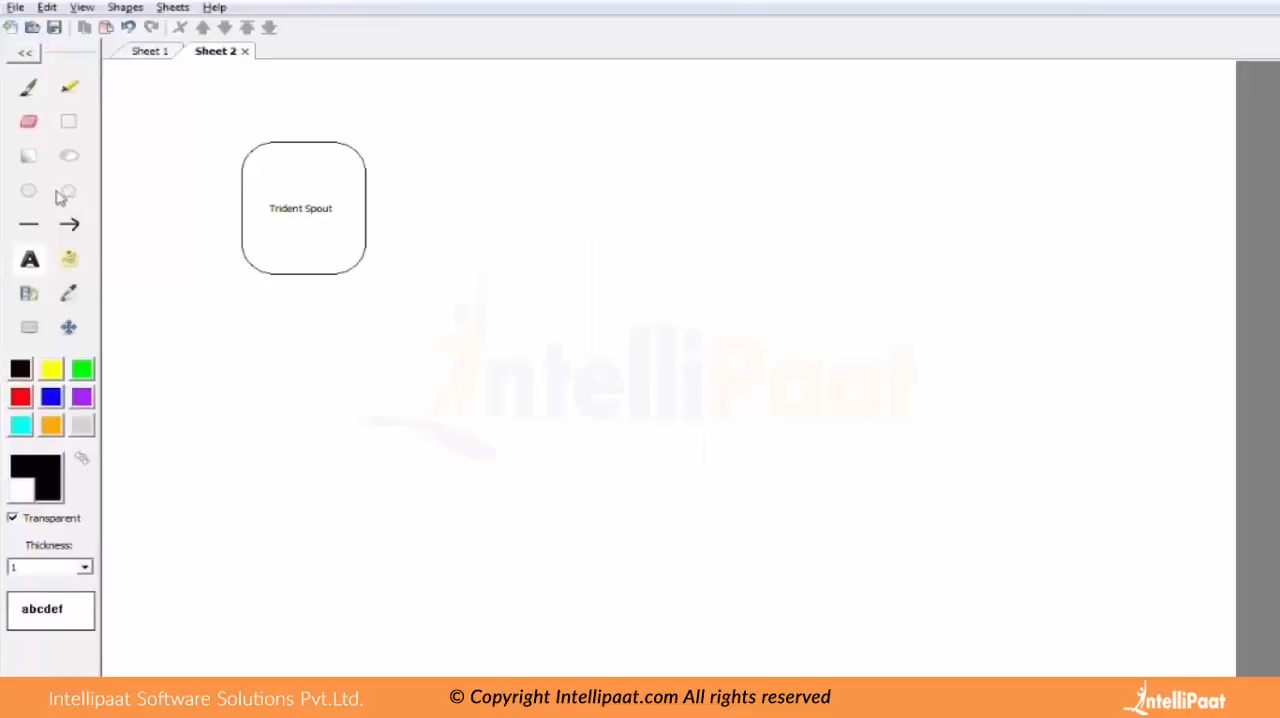 File Edit View Shapes Sheets Help
<<
Sheet 1 Sheet 2 ×
Trident Spout
IntelliPaat
A
Transparent
Thickness:
1
abcdef
Intellipaat Software Solutions Pvt.Ltd. © Copyright Intellipaat.com All rights reserved IntelliPaat